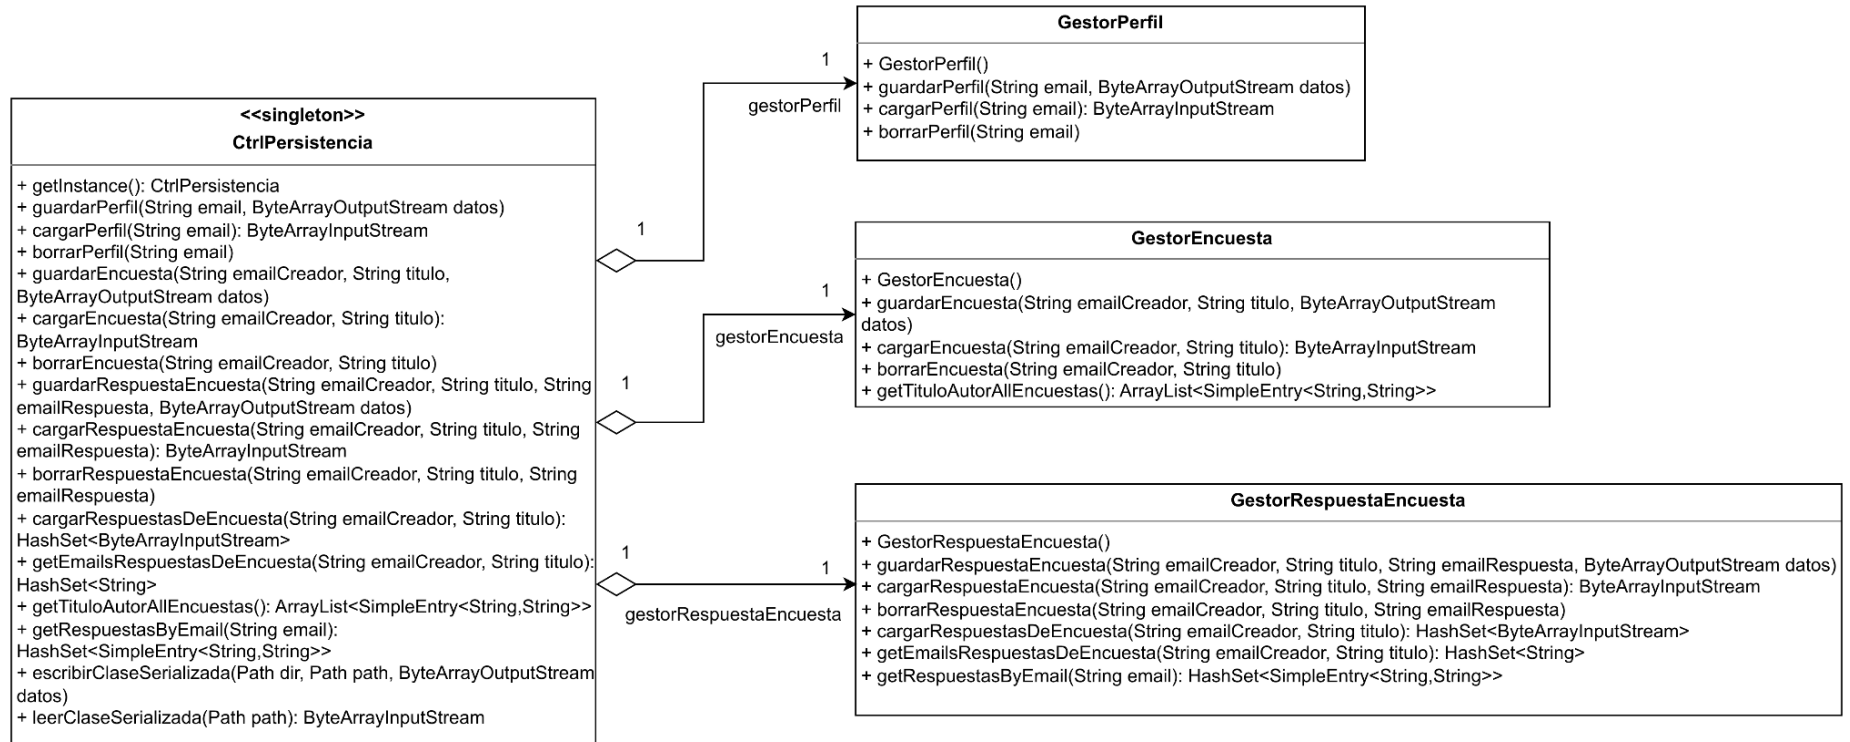 <<singleton>>
CtrlPersistencia
+ getInstance(): CtrlPersistencia
+ guardarPerfil(String email, ByteArrayOutputStream datos)
+ cargarPerfil(String email): ByteArrayInputStream
+ borrarPerfil(String email)
+ guardarEncuesta(String emailCreador, String titulo,
ByteArrayOutputStream datos)
+ cargarEncuesta(String emailCreador, String titulo):
ByteArrayInputStream
+ borrarEncuesta(String emailCreador, String titulo)
+ guardarRespuestaEncuesta(String emailCreador, String titulo, String
emailRespuesta, ByteArrayOutputStream datos)
+ cargarRespuestaEncuesta(String emailCreador, String titulo, String
emailRespuesta): ByteArrayInputStream
+ borrarRespuestaEncuesta(String emailCreador, String titulo, String
emailRespuesta)
+ cargarRespuestasDeEncuesta(String emailCreador, String titulo):
HashSet<ByteArrayInputStream>
+ getEmailsRespuestasDeEncuesta(String emailCreador, String titulo):
HashSet<String>
+ getTituloAutorAllEncuestas(): ArrayList<SimpleEntry<String,String>>
+ getRespuestasByEmail(String email):
HashSet<SimpleEntry<String,String>>
+ escribirClaseSerializada(Path dir, Path path, ByteArrayOutputStream
datos)
+ leerClaseSerializada(Path path): ByteArrayInputStream
1
1
gestorPerfil
GestorPerfil
+ GestorPerfil()
+ guardarPerfil(String email, ByteArrayOutputStream datos)
+ cargarPerfil(String email): ByteArrayInputStream
+ borrarPerfil(String email)
1
1
gestorEncuesta
GestorEncuesta
+ GestorEncuesta()
+ guardarEncuesta(String emailCreador, String titulo, ByteArrayOutputStream
datos)
+ cargarEncuesta(String emailCreador, String titulo): ByteArrayInputStream
+ borrarEncuesta(String emailCreador, String titulo)
+ getTituloAutorAllEncuestas(): ArrayList<SimpleEntry<String,String>>
1
1
gestorRespuestaEncuesta
GestorRespuestaEncuesta
+ GestorRespuestaEncuesta()
+ guardarRespuestaEncuesta(String emailCreador, String titulo, String emailRespuesta, ByteArrayOutputStream datos)
+ cargarRespuestaEncuesta(String emailCreador, String titulo, String emailRespuesta): ByteArrayInputStream
+ borrarRespuestaEncuesta(String emailCreador, String titulo, String emailRespuesta)
+ cargarRespuestasDeEncuesta(String emailCreador, String titulo): HashSet<ByteArrayInputStream>
+ getEmailsRespuestasDeEncuesta(String emailCreador, String titulo): HashSet<String>
+ getRespuestasByEmail(String email): HashSet<SimpleEntry<String,String>>